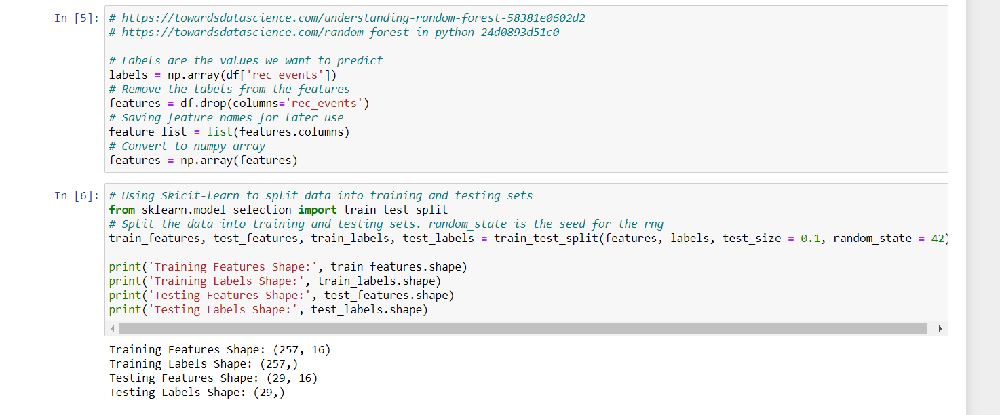 In [5]: # https://towardsdatascience.com/understanding-random-forest-58381e0602d2
# https://towardsdatascience.com/random-forest-in-python-24d0893d51c0
# Labels are the values we want to predict
labels = np.array(df['rec_events'])
# Remove the labels from the features
features = df.drop(columns='rec_events')
# Saving feature names for later use
feature_list = list(features.columns)
# Convert to numpy array
features = np.array(features)
In [6]: # Using Skicit-learn to split data into training and testing sets
from sklearn.model_selection import train_test_split
# Split the data into training and testing sets. random_state is the seed for the rng
train_features, test_features, train_labels, test_labels = train_test_split(features, labels, test_size = 0.1, random_state = 42)
print('Training Features Shape:', train_features.shape)
print('Training Labels Shape:', train_labels.shape)
print('Testing Features Shape:', test_features.shape)
print('Testing Labels Shape:', test_labels.shape)
Training Features Shape: (257, 16)
Training Labels Shape: (257,)
Testing Features Shape: (29, 16)
Testing Labels Shape: (29,)